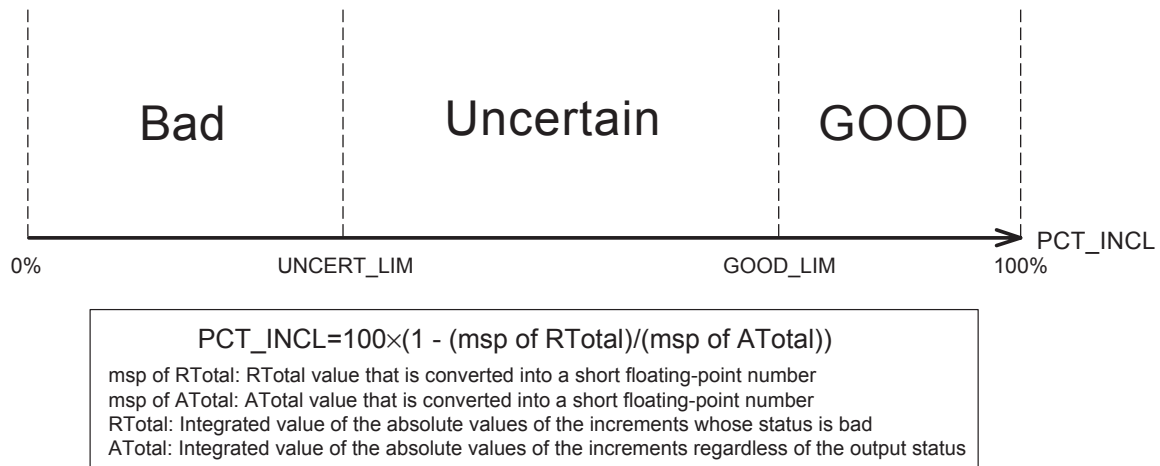 Bad
Uncertain
GOOD
PCT_INCL
0%
UNCERT_LIM
GOOD_LIM
100%
PCT_INCL=100×(1 - (msp of RTotal)/(msp of ATotal))
msp of RTotal: RTotal value that is converted into a short floating-point number
msp of ATotal: ATotal value that is converted into a short floating-point number
RTotal: Integrated value of the absolute values of the increments whose status is bad
ATotal: Integrated value of the absolute values of the increments regardless of the output status